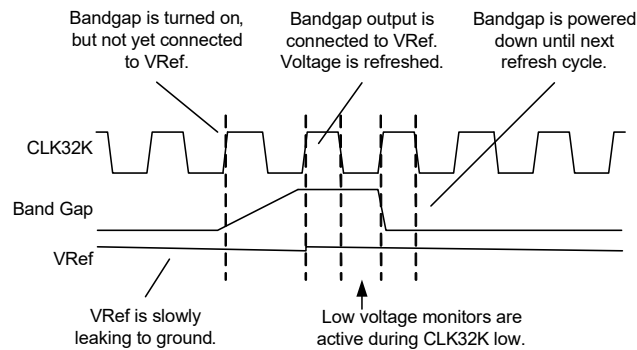 Bandgap is turned on,
but not yet connected
to VRef.
Bandgap output is
connected to VRef.
Voltage is refreshed.
Bandgap is powered
down until next
refresh cycle.
CLK32K
Band Gap
VRef
VRef is slowly
leaking to ground.
Low voltage monitors are
active during CLK32K low.